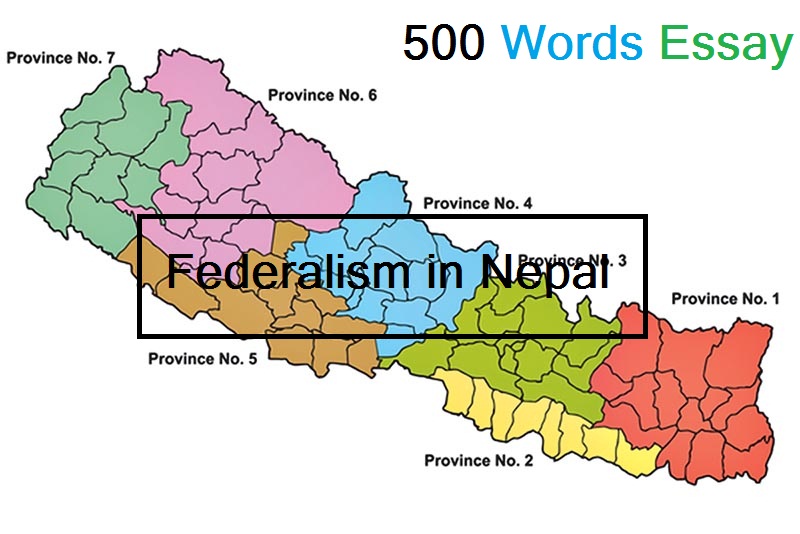 500 Words Essay
Province No. 7
Province No. 6
Province No. 4
Province No. 3
Federalism in Nepal
Province No. 1
Province No. 5
Province No. 2